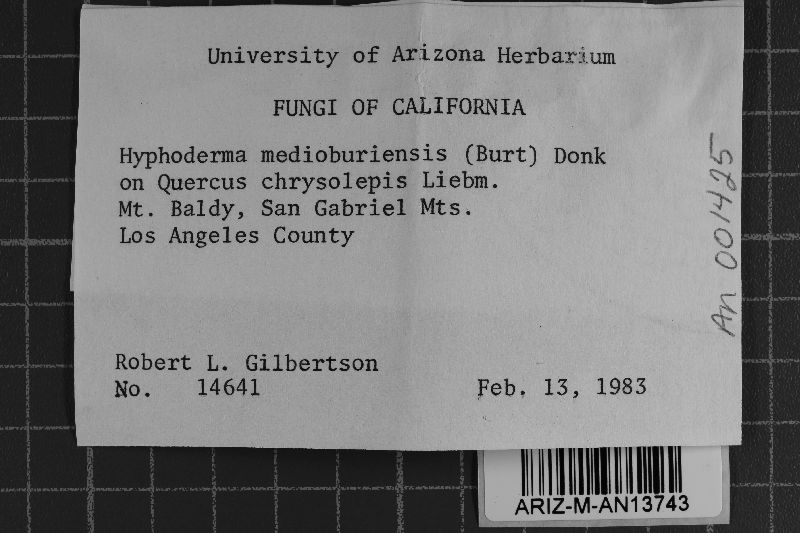 University of Arizona Herbarium
FUNGI OF CALIFORNIA
Hyphoderma medioburiensis (Burt) Donk
on Quercus chrysolepis Liebm.
Mt. Baldy, San Gabriel Mts.
Los Angeles County
Robert L. Gilbertson
No. 14641
Feb. 13, 1983
An 001425
ARIZ-M-AN13743